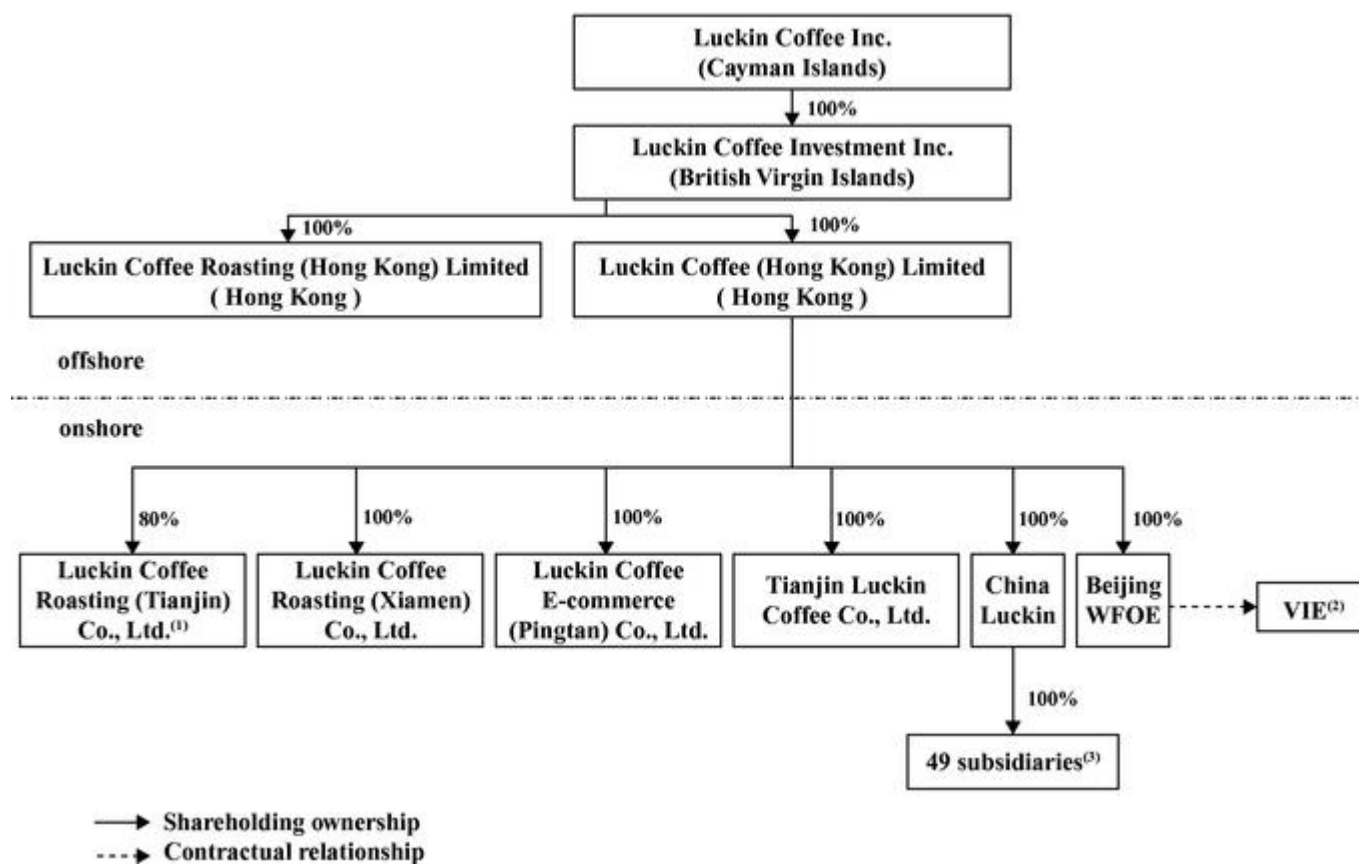 Luckin Coffee Inc.
(Cayman Islands)
100%
Luckin Coffee Investment Inc.
(British Virgin Islands)
100%
100%
Luckin Coffee Roasting (Hong Kong) Limited
( Hong Kong )
Luckin Coffee (Hong Kong) Limited
( Hong Kong )
offshore
onshore
80%
100%
100%
100%
100%
100%
Luckin Coffee
Roasting (Tianjin)
Co., Ltd.(1)
Luckin Coffee
Roasting (Xiamen)
Co., Ltd.
Luckin Coffee
E-commerce
(Pingtan) Co., Ltd.
Tianjin Luckin
Coffee Co., Ltd.
China
Luckin
Beijing
WFOE
VIE(2)
100%
49 subsidiaries(3)
Shareholding ownership
Contractual relationship